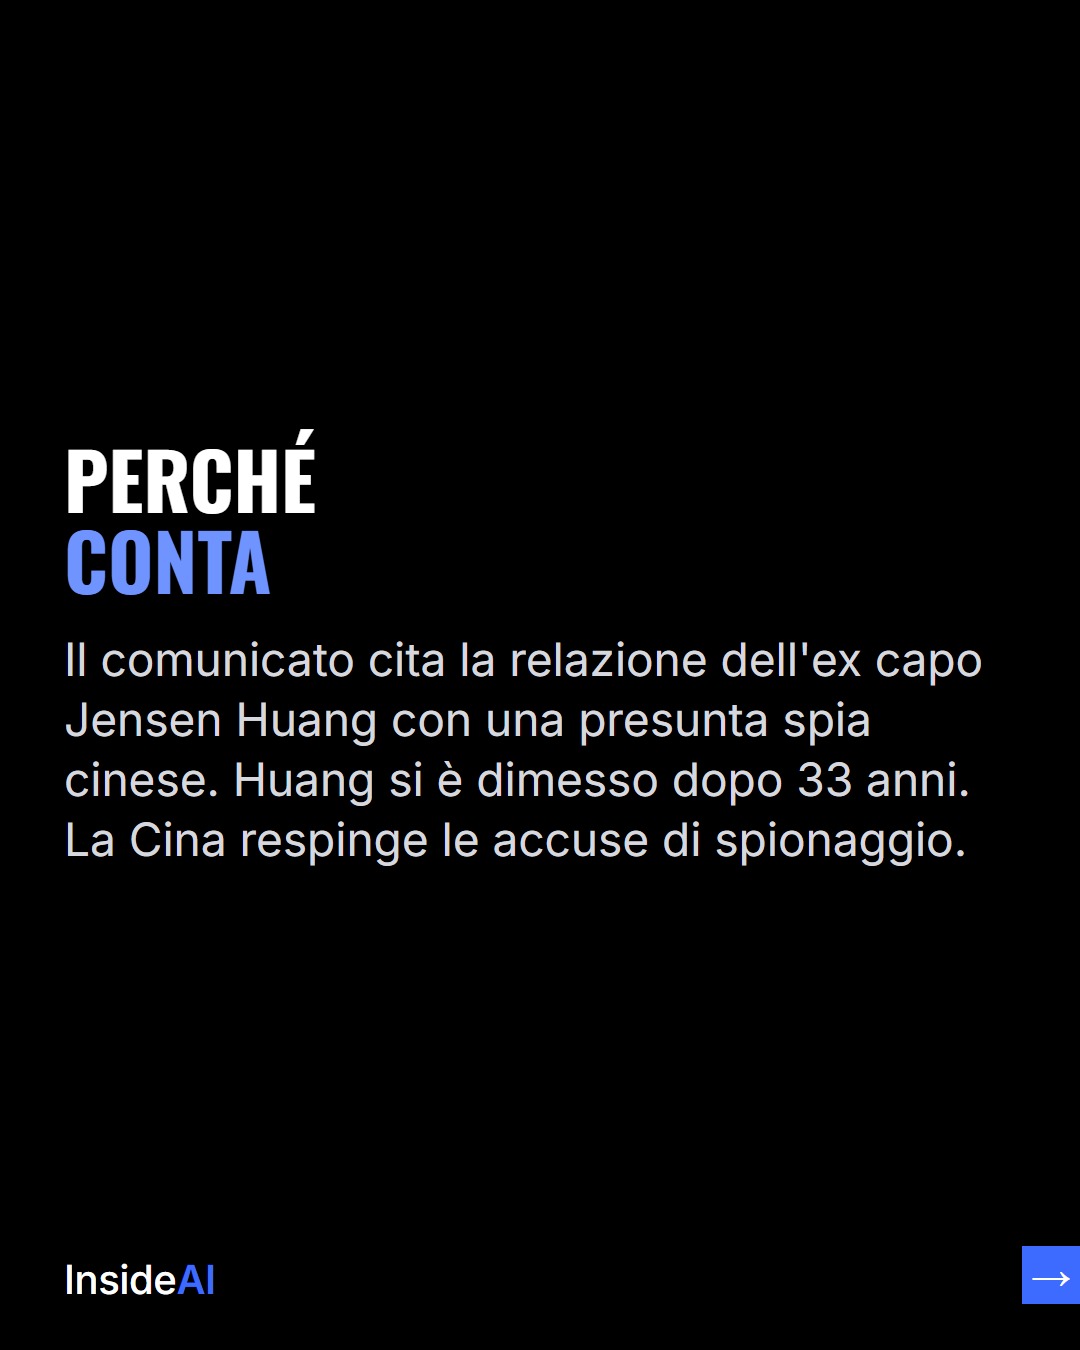 PERCHÉ
CONTA
Il comunicato cita la relazione dell'ex capo
Jensen Huang con una presunta spia
cinese. Huang si è dimesso dopo 33 anni.
La Cina respinge le accuse di spionaggio.
InsideAI
→